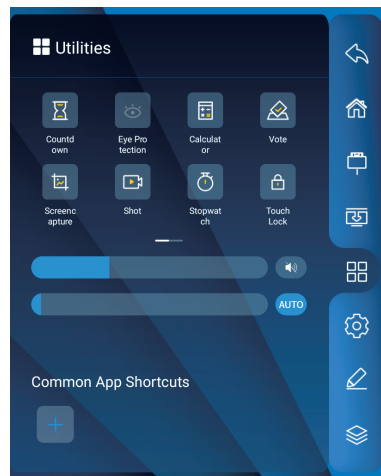 Utilities
Countd
own
Eye Pro
tection
Calculat
or
Vote
Screenc
apture
Shot
Stopwat
ch
Touch
Lock
AUTO
Common App Shortcuts